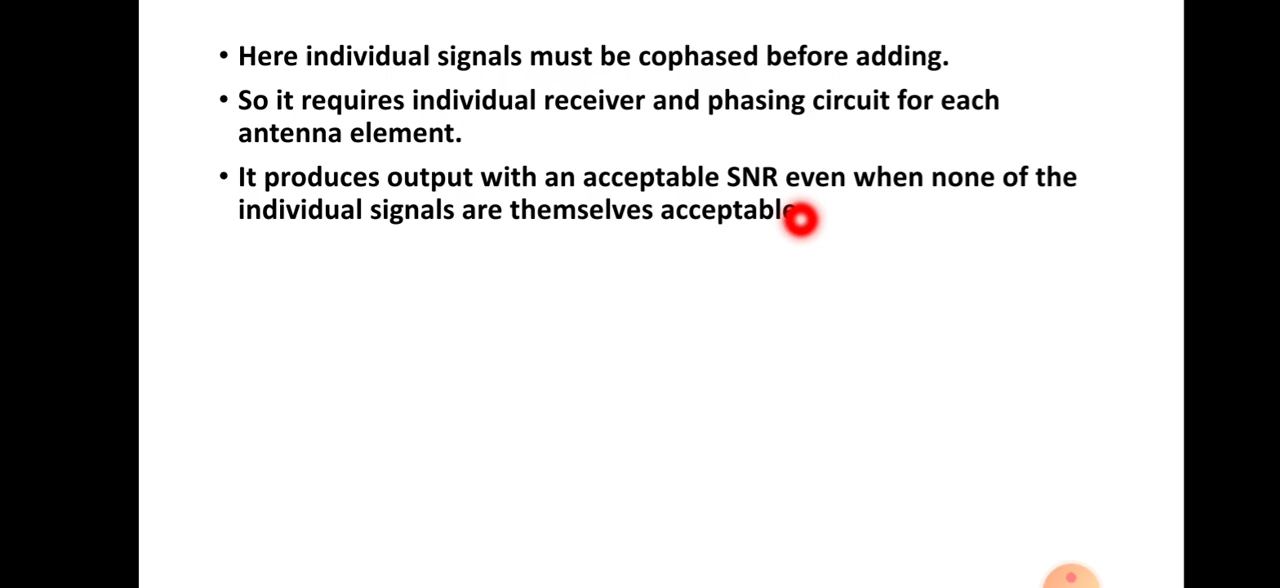 • Here individual signals must be cophased before adding.
• So it requires individual receiver and phasing circuit for each
antenna element.
• It produces output with an acceptable SNR even when none of the
individual signals are themselves acceptable